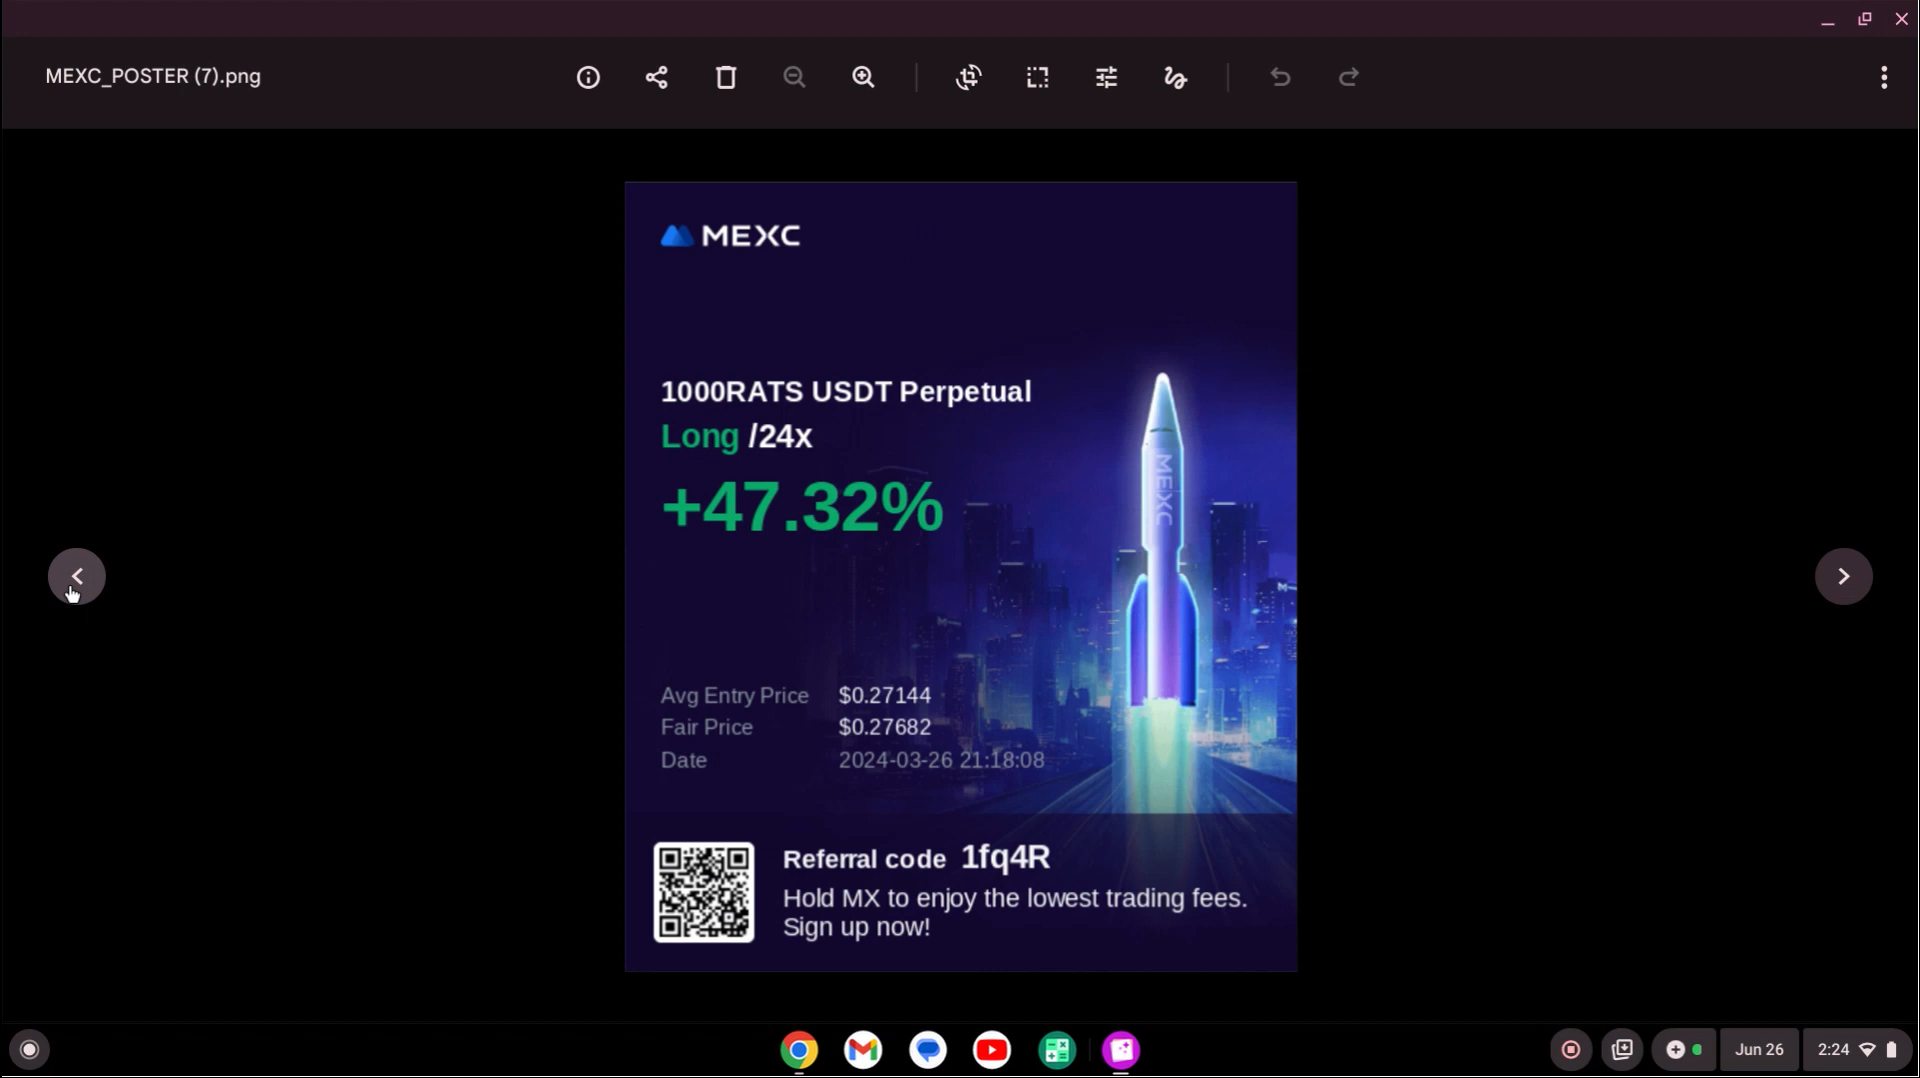 MEXC_POSTER (7).png
MEXC
1000RATS USDT Perpetual
Long /24x
+47.32%
MEXC
Avg Entry Price $0.27144
Fair Price $0.27682
Date 2024-03-26 21:18:08
Referral code 1fq4R
Hold MX to enjoy the lowest trading fees.
Sign up now!
Jun 26
2:24